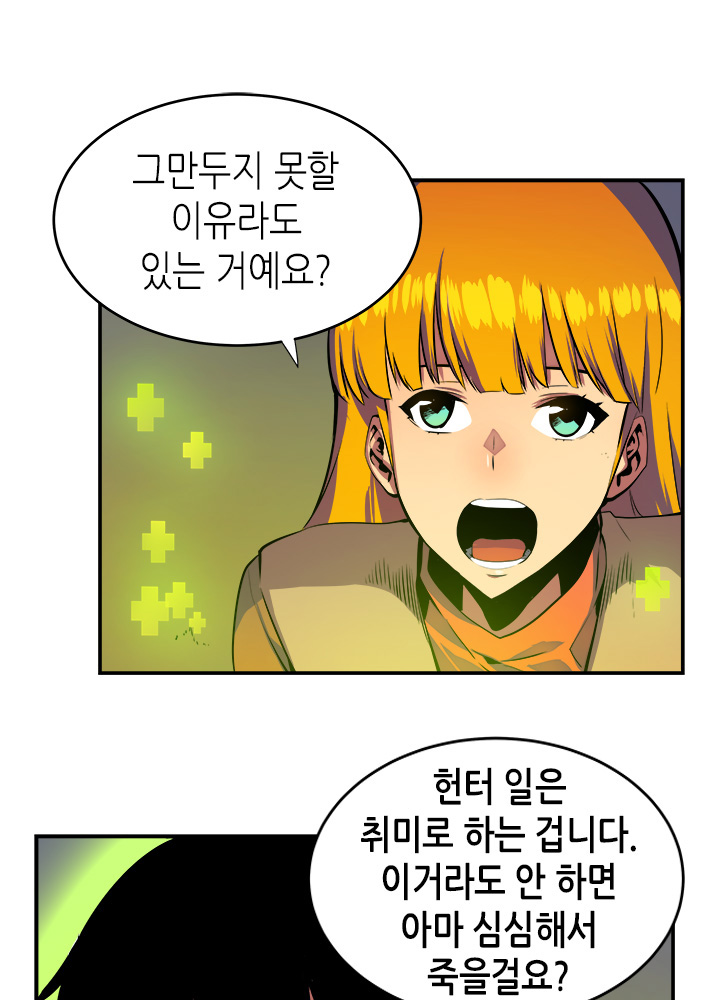 그만두지 못할
이유라도
있는 거예요?
헌터 일은
취미로 하는 겁니다.
이거라도 안 하면
아마 심심해서
죽을걸요?